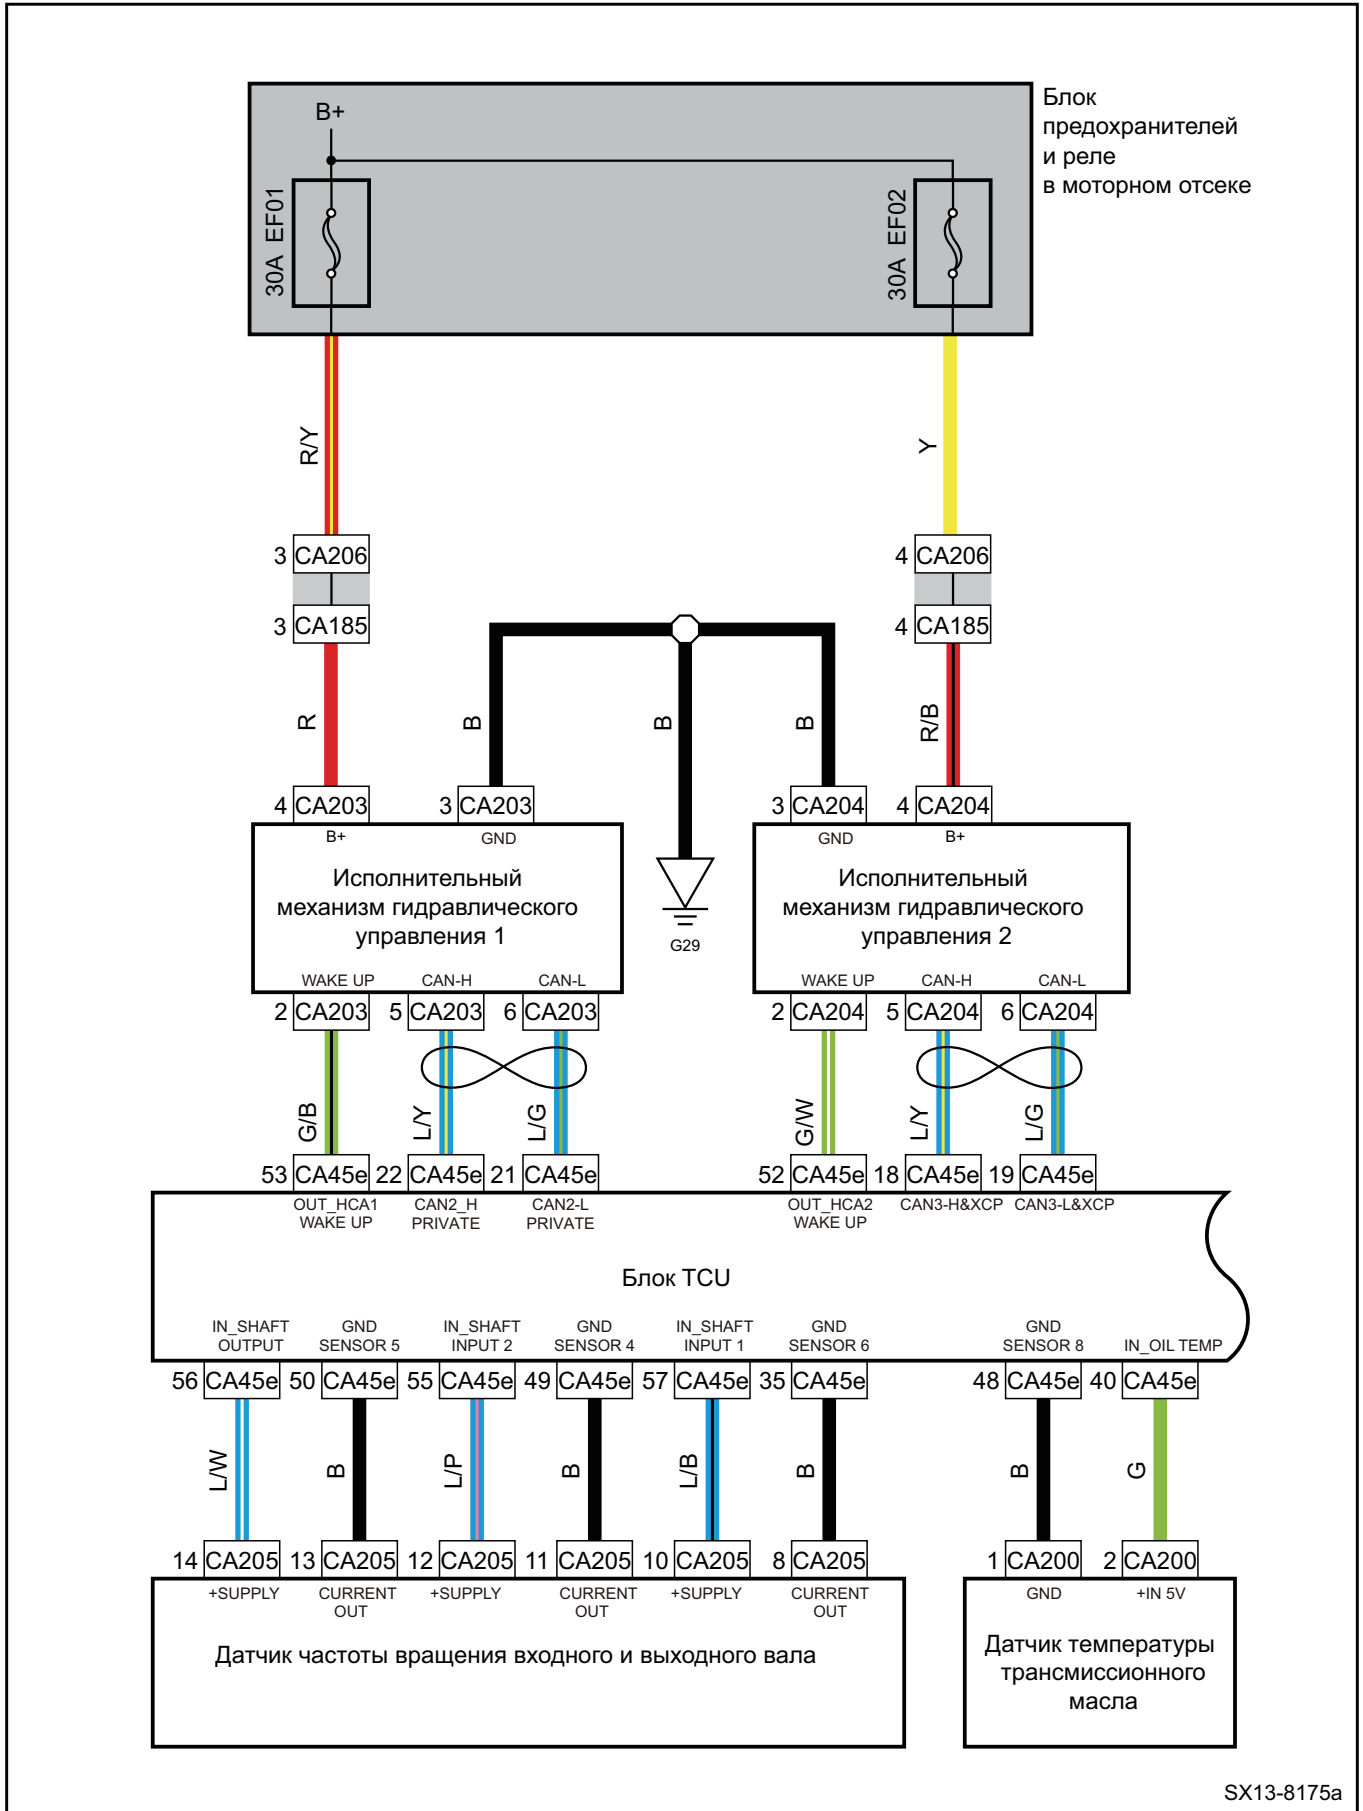 Блок
предохранителей
и реле
в моторном отсеке
B+
30A EF01
30A EF02
R/Y
Y
3 CA206
4 CA206
3 CA185
4 CA185
R
B
B
B
R/B
4 CA203
3 CA203
3 CA204
4 CA204
B+
GND
GND
B+
Исполнительный
механизм гидравлического
управления 1
Исполнительный
механизм гидравлического
управления 2
G29
WAKE UP
CAN-H
CAN-L
WAKE UP
CAN-H
CAN-L
2 CA203
5 CA203
6 CA203
2 CA204
5 CA204
6 CA204
G/B
L/Y
L/G
G/W
L/Y
L/G
53 CA45e
22 CA45e
21 CA45e
52 CA45e
18 CA45e
19 CA45e
OUT_HCA1
WAKE UP
CAN2_H
PRIVATE
CAN2-L
PRIVATE
OUT_HCA2
WAKE UP
CAN3-H&XCP
CAN3-L&XCP
Блок TCU
IN_SHAFT
OUTPUT
GND
SENSOR 5
IN_SHAFT
INPUT 2
GND
SENSOR 4
IN_SHAFT
INPUT 1
GND
SENSOR 6
GND
SENSOR 8
IN_OIL TEMP
56 CA45e
50 CA45e
55 CA45e
49 CA45e
57 CA45e
35 CA45e
48 CA45e
40 CA45e
L/W
B
L/P
B
L/B
B
B
G
14 CA205
13 CA205
12 CA205
11 CA205
10 CA205
8 CA205
1 CA200
2 CA200
+SUPPLY
CURRENT
OUT
+SUPPLY
CURRENT
OUT
+SUPPLY
CURRENT
OUT
GND
+IN 5V
Датчик частоты вращения входного и выходного вала
Датчик температуры
трансмиссионного
масла
SX13-8175a